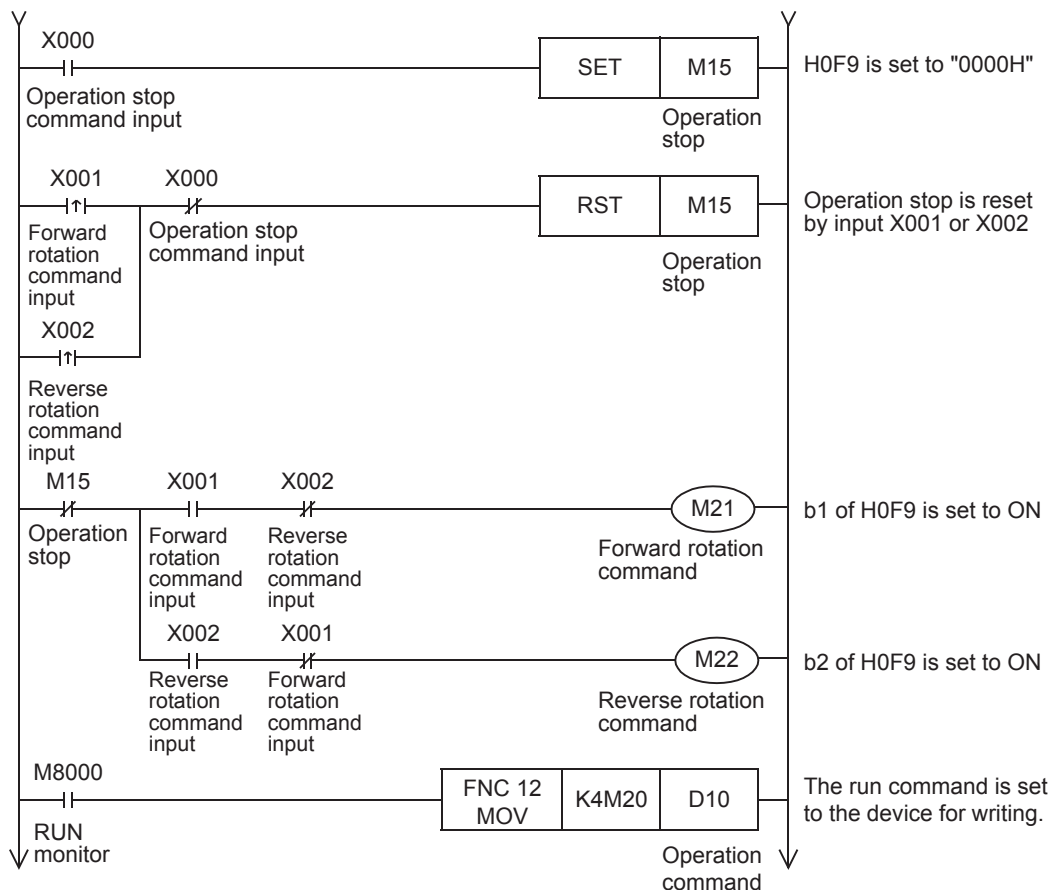 X000
SET M15
H0F9 is set to "0000H"
Operation stop
command input
Operation
stop
X001 X000
RST M15
Operation stop is reset
by input X001 or X002
Forward
rotation
command
input
Operation stop
command input
Operation
stop
X002
Reverse
rotation
command
input
M15 X001 X002
M21
b1 of H0F9 is set to ON
Operation
stop
Forward
rotation
command
input
Reverse
rotation
command
input
Forward rotation
command
X002 X001
M22
b2 of H0F9 is set to ON
Reverse
rotation
command
input
Forward
rotation
command
input
Reverse rotation
command
M8000
FNC 12
MOV
K4M20 D10
The run command is set
to the device for writing.
RUN
monitor
Operation
command